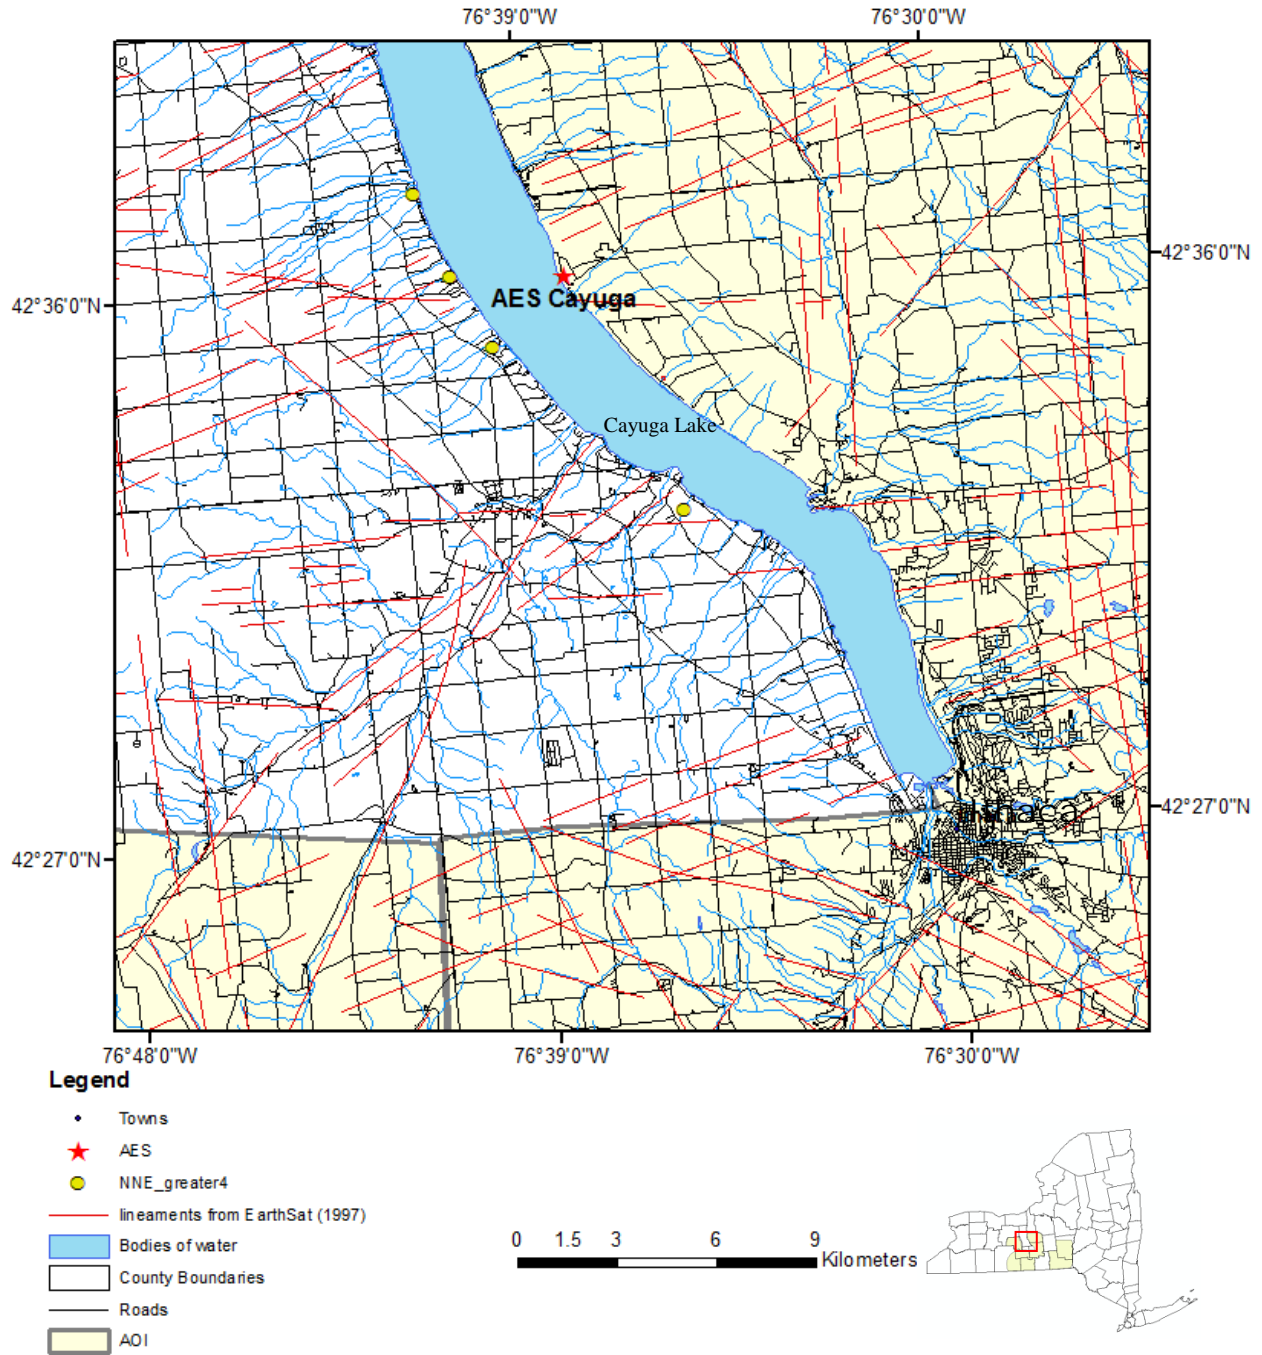 76°39'0"W
76°30'0"W
42°36'0"N
42°36'0"N
AES Cayuga
Cayuga Lake
42°27'0"N
Ithaca
42°27'0"N
76°48'0"W
76°39'0"W
76°30'0"W
Legend
Towns
AES
NNE_greater4
lineaments from EarthSat (1997)
Bodies of water
County Boundaries
Roads
AOI
0 1.5 3 6 9
Kilometers